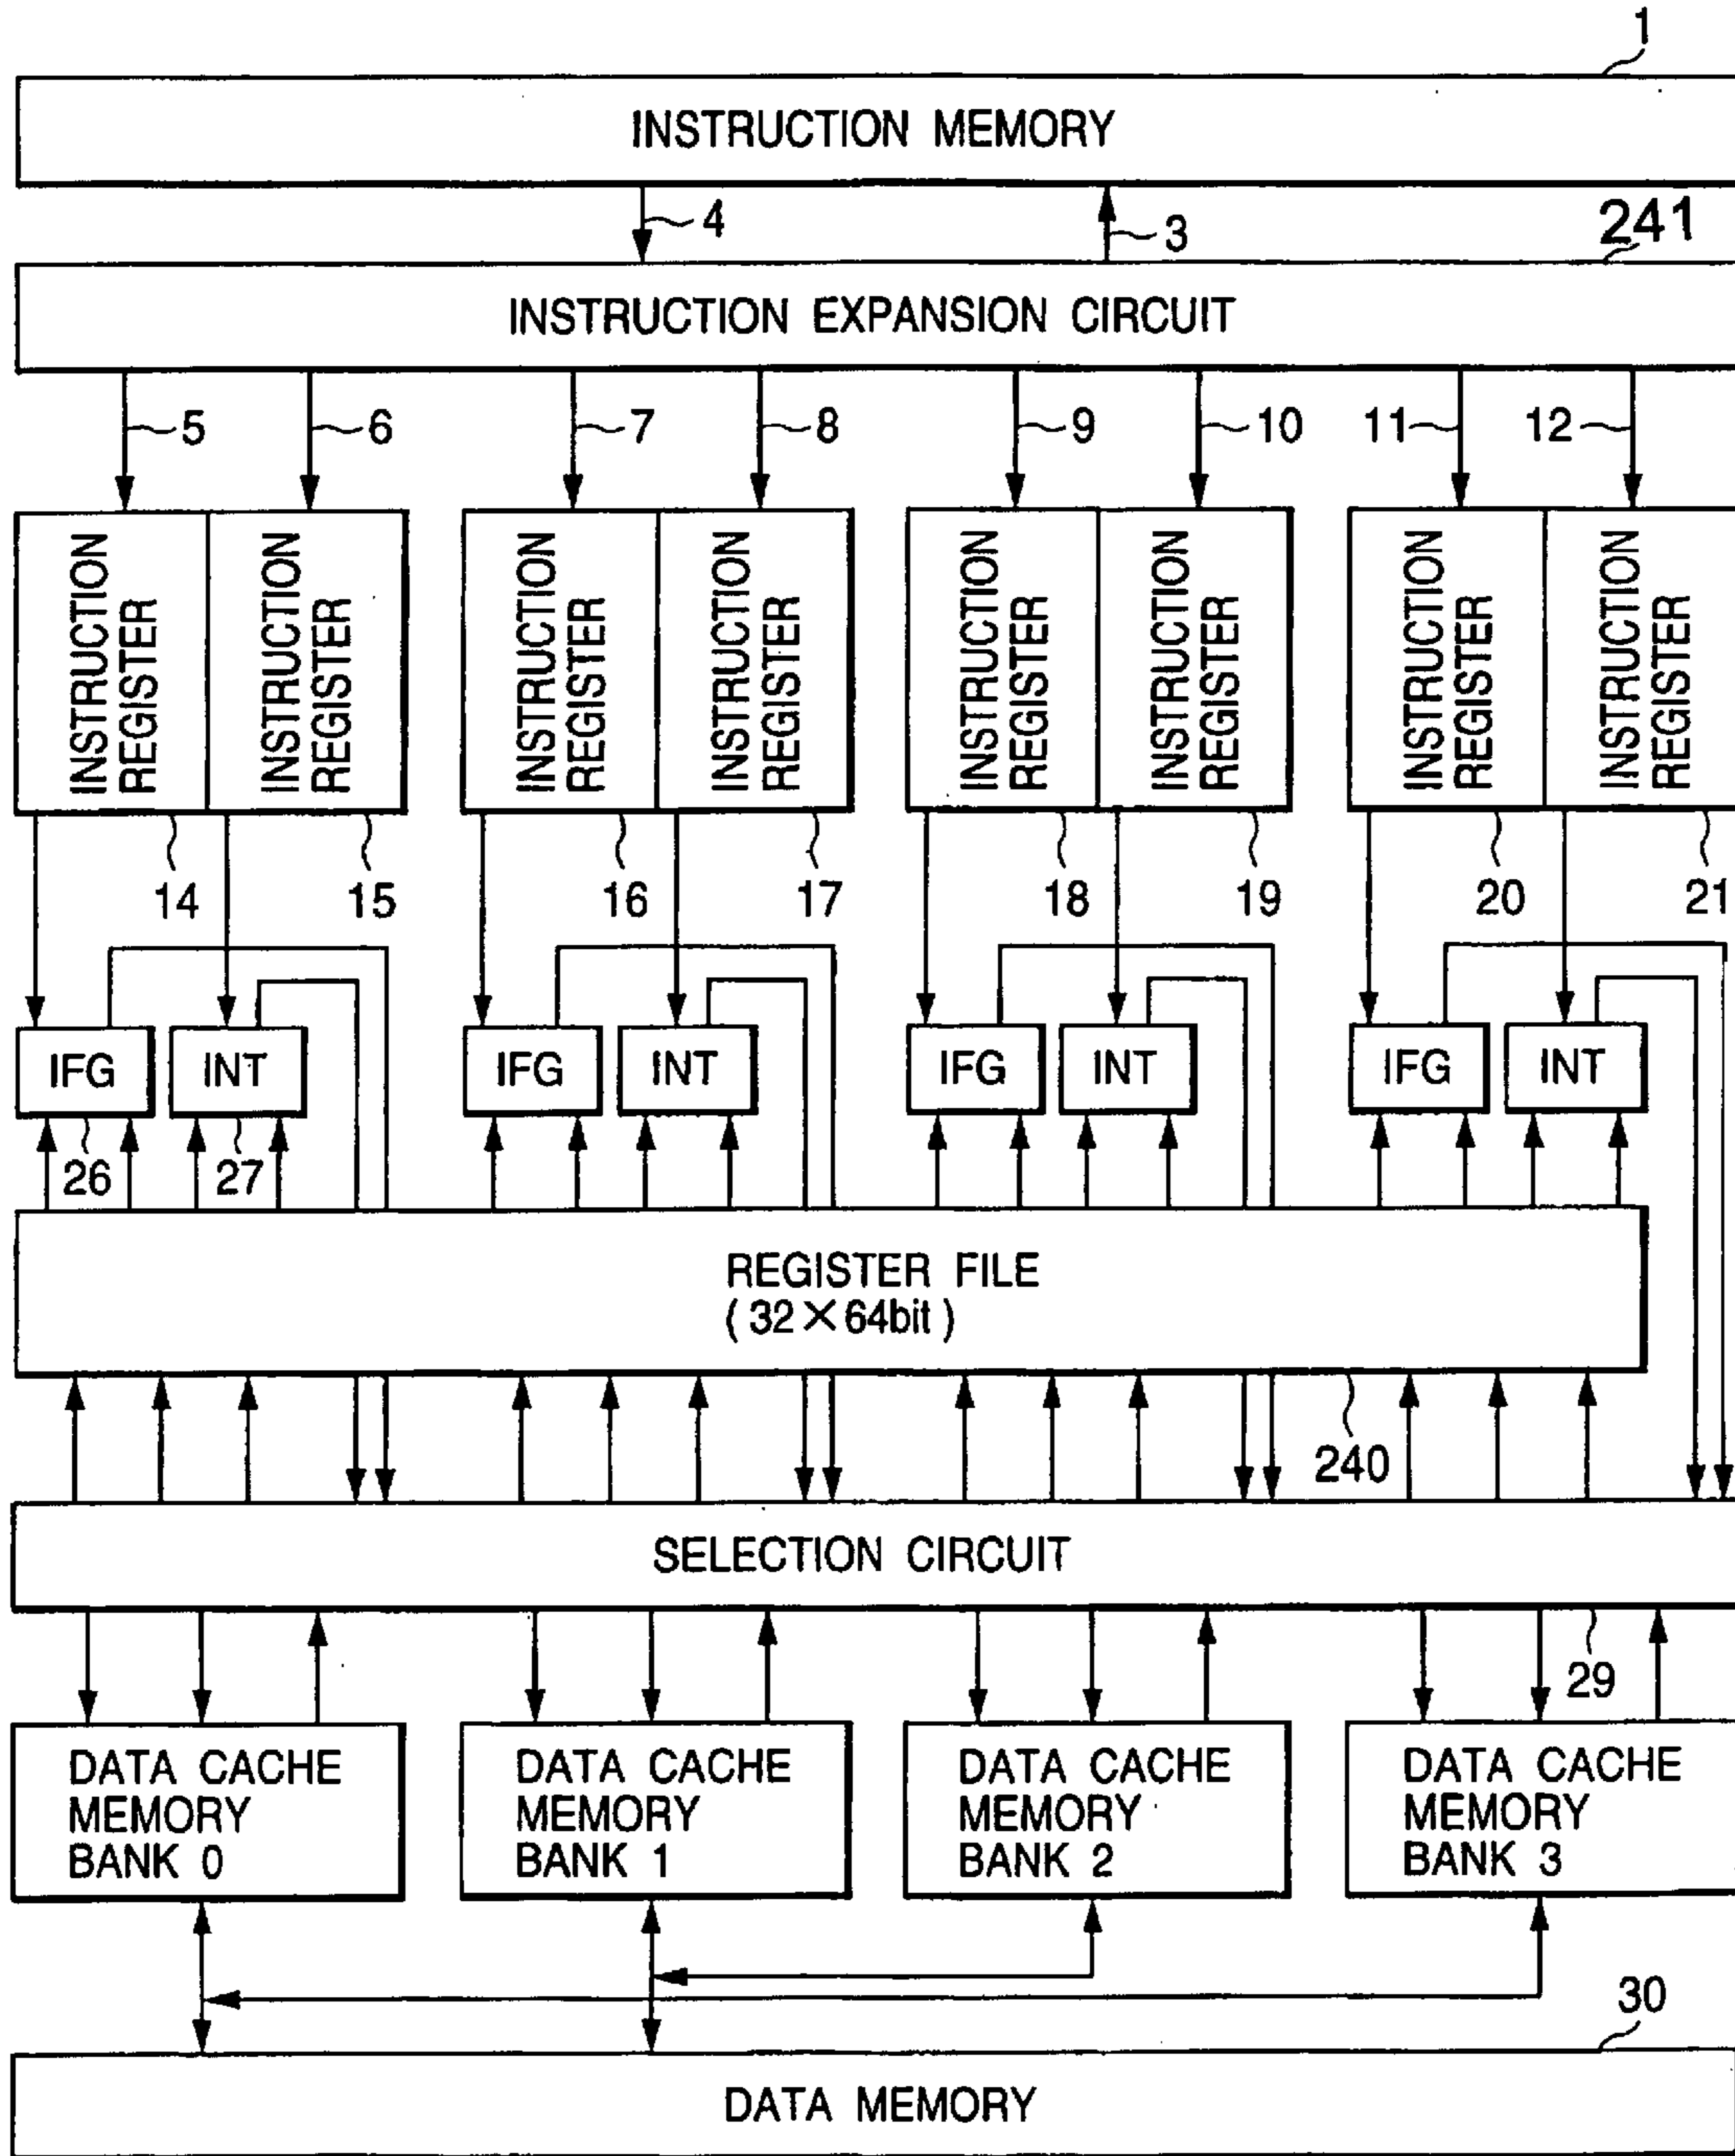 1
INSTRUCTION MEMORY
4
3
241
INSTRUCTION EXPANSION CIRCUIT
5
6
7
8
9
10
11
12
INSTRUCTION
REGISTER
INSTRUCTION
REGISTER
INSTRUCTION
REGISTER
INSTRUCTION
REGISTER
INSTRUCTION
REGISTER
INSTRUCTION
REGISTER
INSTRUCTION
REGISTER
INSTRUCTION
REGISTER
14
15
16
17
18
19
20
21
IFG
INT
IFG
INT
IFG
INT
IFG
INT
26
27
REGISTER FILE
(32×64bit)
240
SELECTION CIRCUIT
29
DATA CACHE
MEMORY
BANK 0
DATA CACHE
MEMORY
BANK 1
DATA CACHE
MEMORY
BANK 2
DATA CACHE
MEMORY
BANK 3
30
DATA MEMORY